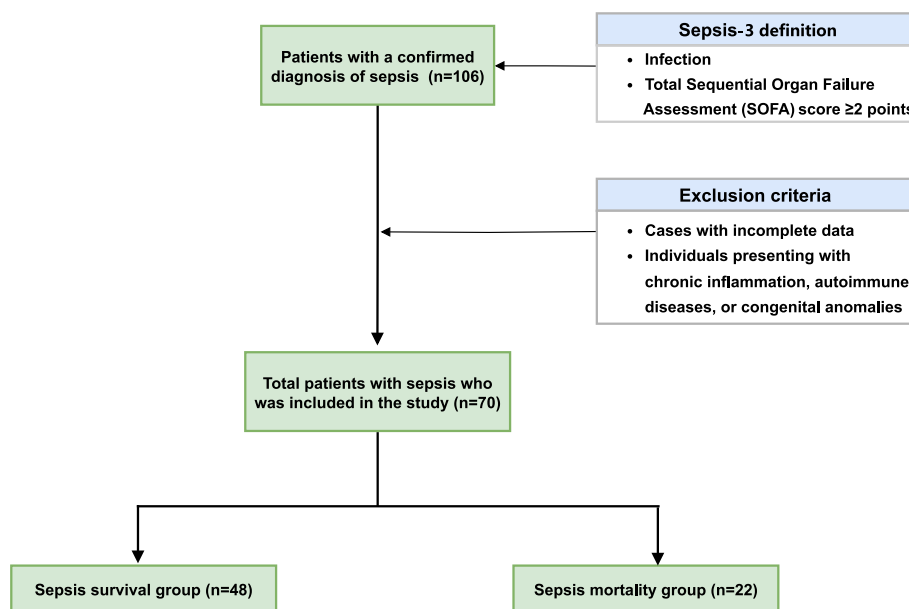 Patients with a confirmed
diagnosis of sepsis (n=106)
Sepsis-3 definition
• Infection
• Total Sequential Organ Failure
Assessment (SOFA) score ≥2 points
Exclusion criteria
• Cases with incomplete data
• Individuals presenting with
chronic inflammation, autoimmune
diseases, or congenital anomalies
Total patients with sepsis who
was included in the study (n=70)
Sepsis survival group (n=48)
Sepsis mortality group (n=22)